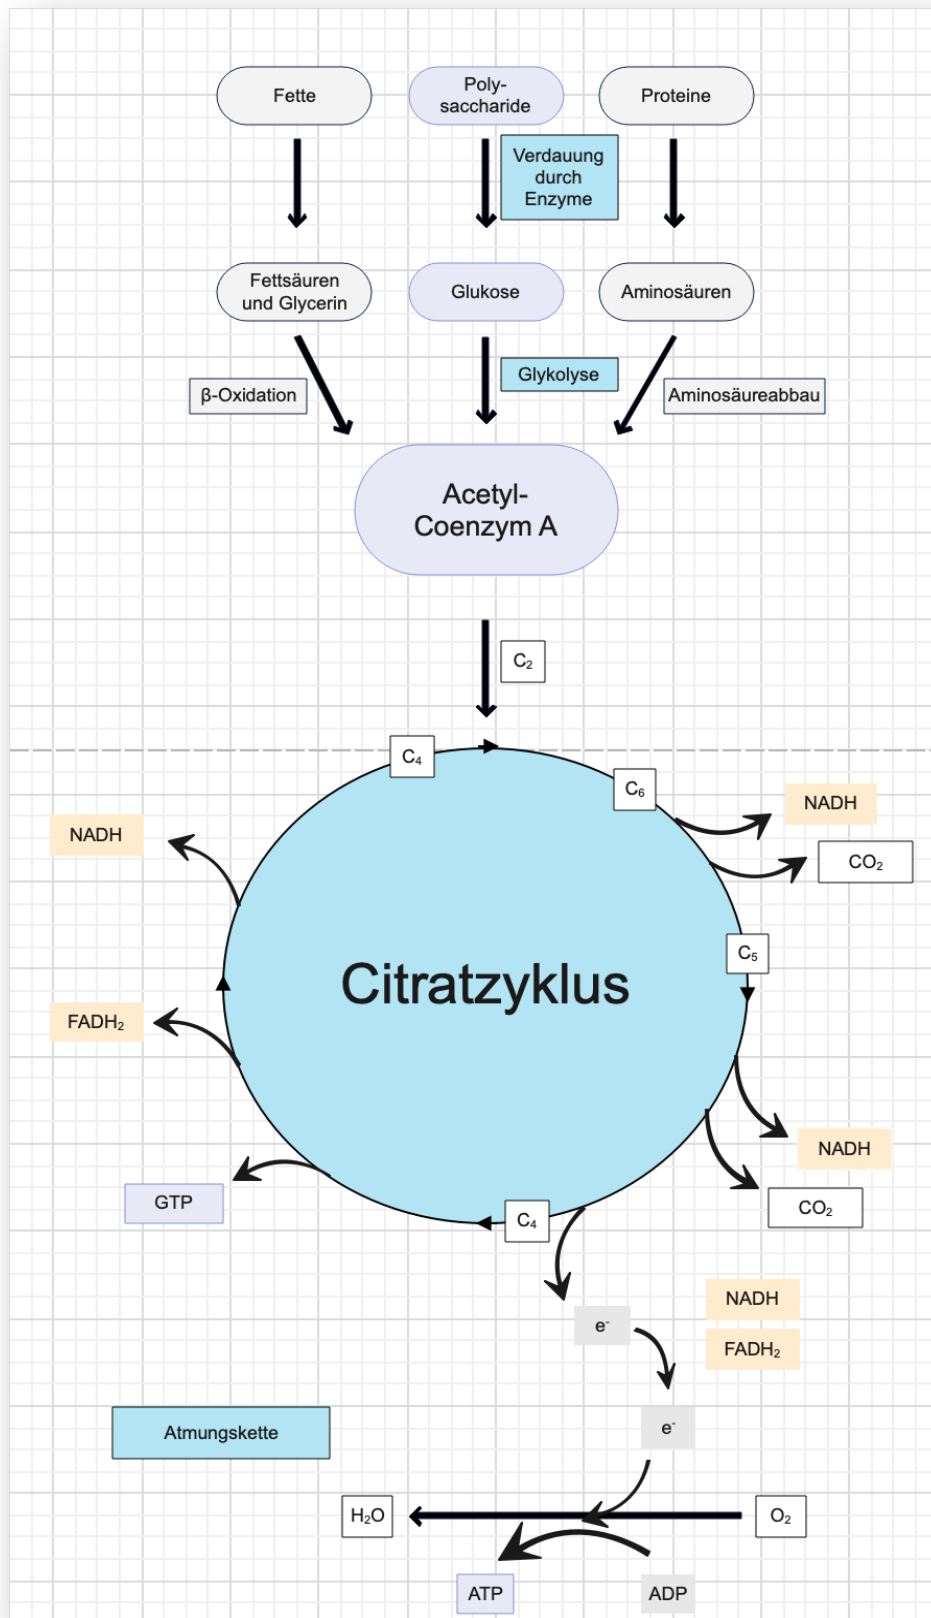 Fette
Poly-
saccharide
Proteine
Verdauung
durch
Enzyme
Fettsäuren
und Glycerin
Glukose
Aminosäuren
Glykolyse
β-Oxidation
Aminosäureabbau
Acetyl-
Coenzym A
C₂
C₄
C₆
NADH
NADH
CO₂
C₅
Citratzyklus
FADH₂
NADH
GTP
CO₂
C₄
NADH
e⁻
FADH₂
e⁻
Atmungskette
H₂O
O₂
ATP
ADP